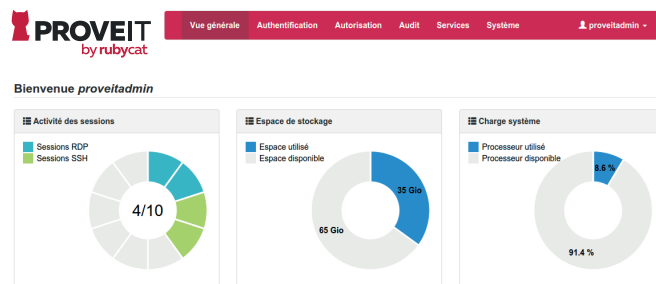 PROVEIT
by rubycat
Vue générale Authentification Autorisation Audit Services Système proveitadmin
Bienvenue proveitadmin
Activité des sessions
Sessions RDP
Sessions SSH
4/10
Espace de stockage
Espace utilisé
Espace disponible
35 Gio
65 Gio
Charge système
Processeur utilisé
Processeur disponible
8.6 %
91.4 %